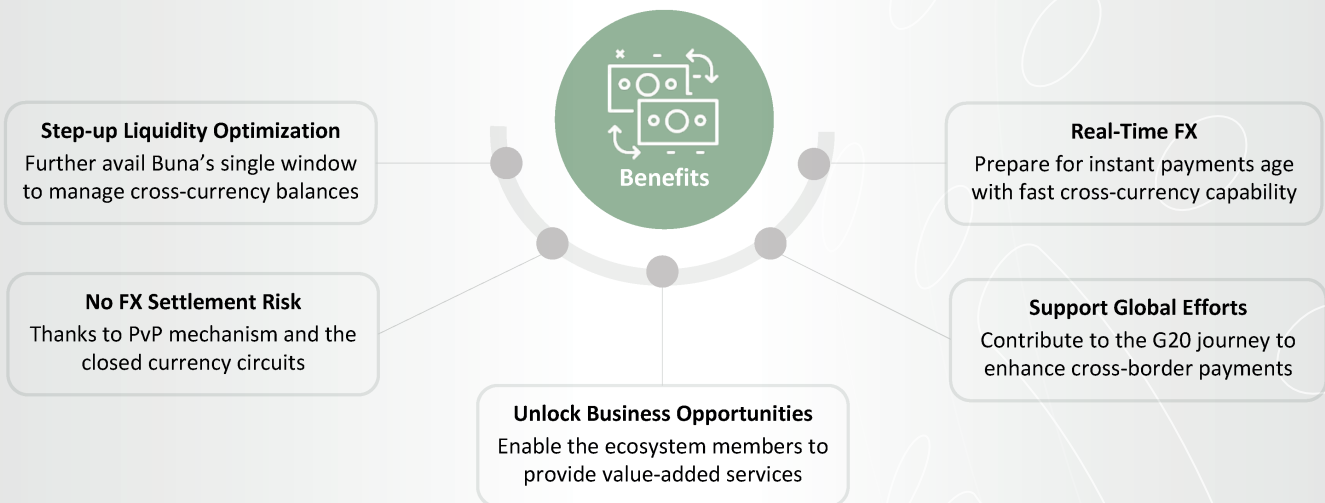 Benefits
Step-up Liquidity Optimization
Further avail Buna’s single window
to manage cross-currency balances
No FX Settlement Risk
Thanks to PvP mechanism and the
closed currency circuits
Unlock Business Opportunities
Enable the ecosystem members to
provide value-added services
Support Global Efforts
Contribute to the G20 journey to
enhance cross-border payments
Real-Time FX
Prepare for instant payments age
with fast cross-currency capability